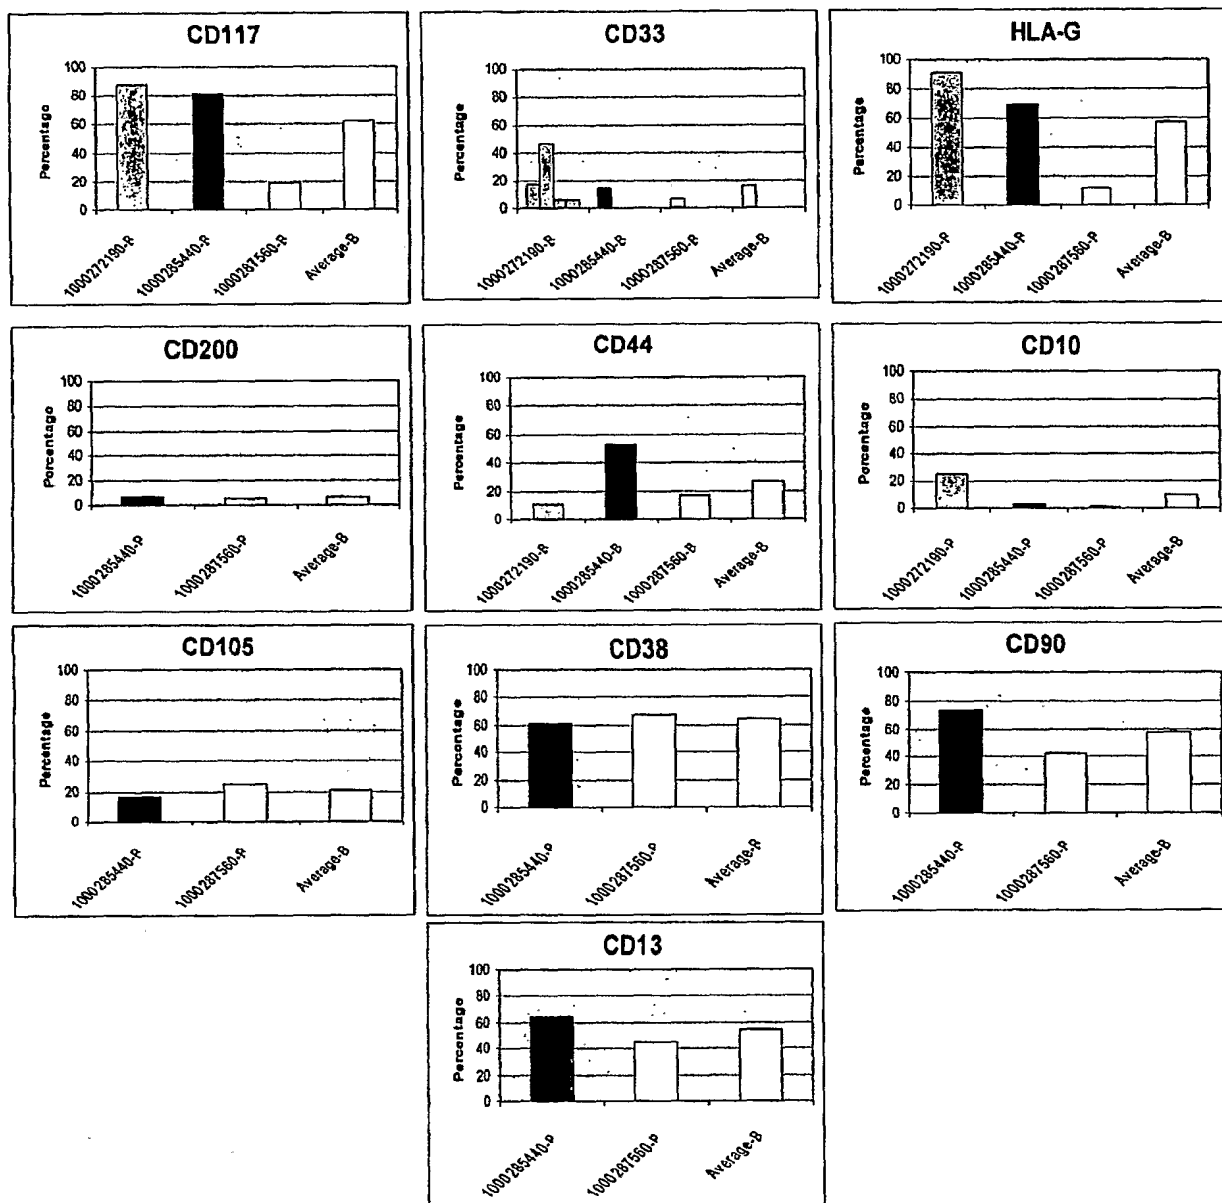 CD117
Percentage
100
80
60
40
20
0
1000272190-P
1000285440-P
1000287560-P
Average-B
CD33
Percentage
100
80
60
40
20
0
1000272190-B
1000285440-B
1000287560-B
Average-B
HLA-G
Percentage
100
80
60
40
20
0
1000272190-P
1000285440-P
1000287560-P
Average-B
CD200
Percentage
100
80
60
40
20
0
1000285440-P
1000287560-P
Average-B
CD44
Percentage
100
80
60
40
20
0
1000272190-B
1000285440-B
1000287560-B
Average-B
CD10
Percentage
100
80
60
40
20
0
1000272190-P
1000285440-P
1000287560-P
Average-B
CD105
Percentage
100
80
60
40
20
0
1000285440-P
1000287560-P
Average-B
CD38
Percentage
100
80
60
40
20
0
1000285440-P
1000287560-P
Average-B
CD90
Percentage
100
80
60
40
20
0
1000285440-P
1000287560-P
Average-B
CD13
Percentage
100
80
60
40
20
0
1000285440-P
1000287560-P
Average-B